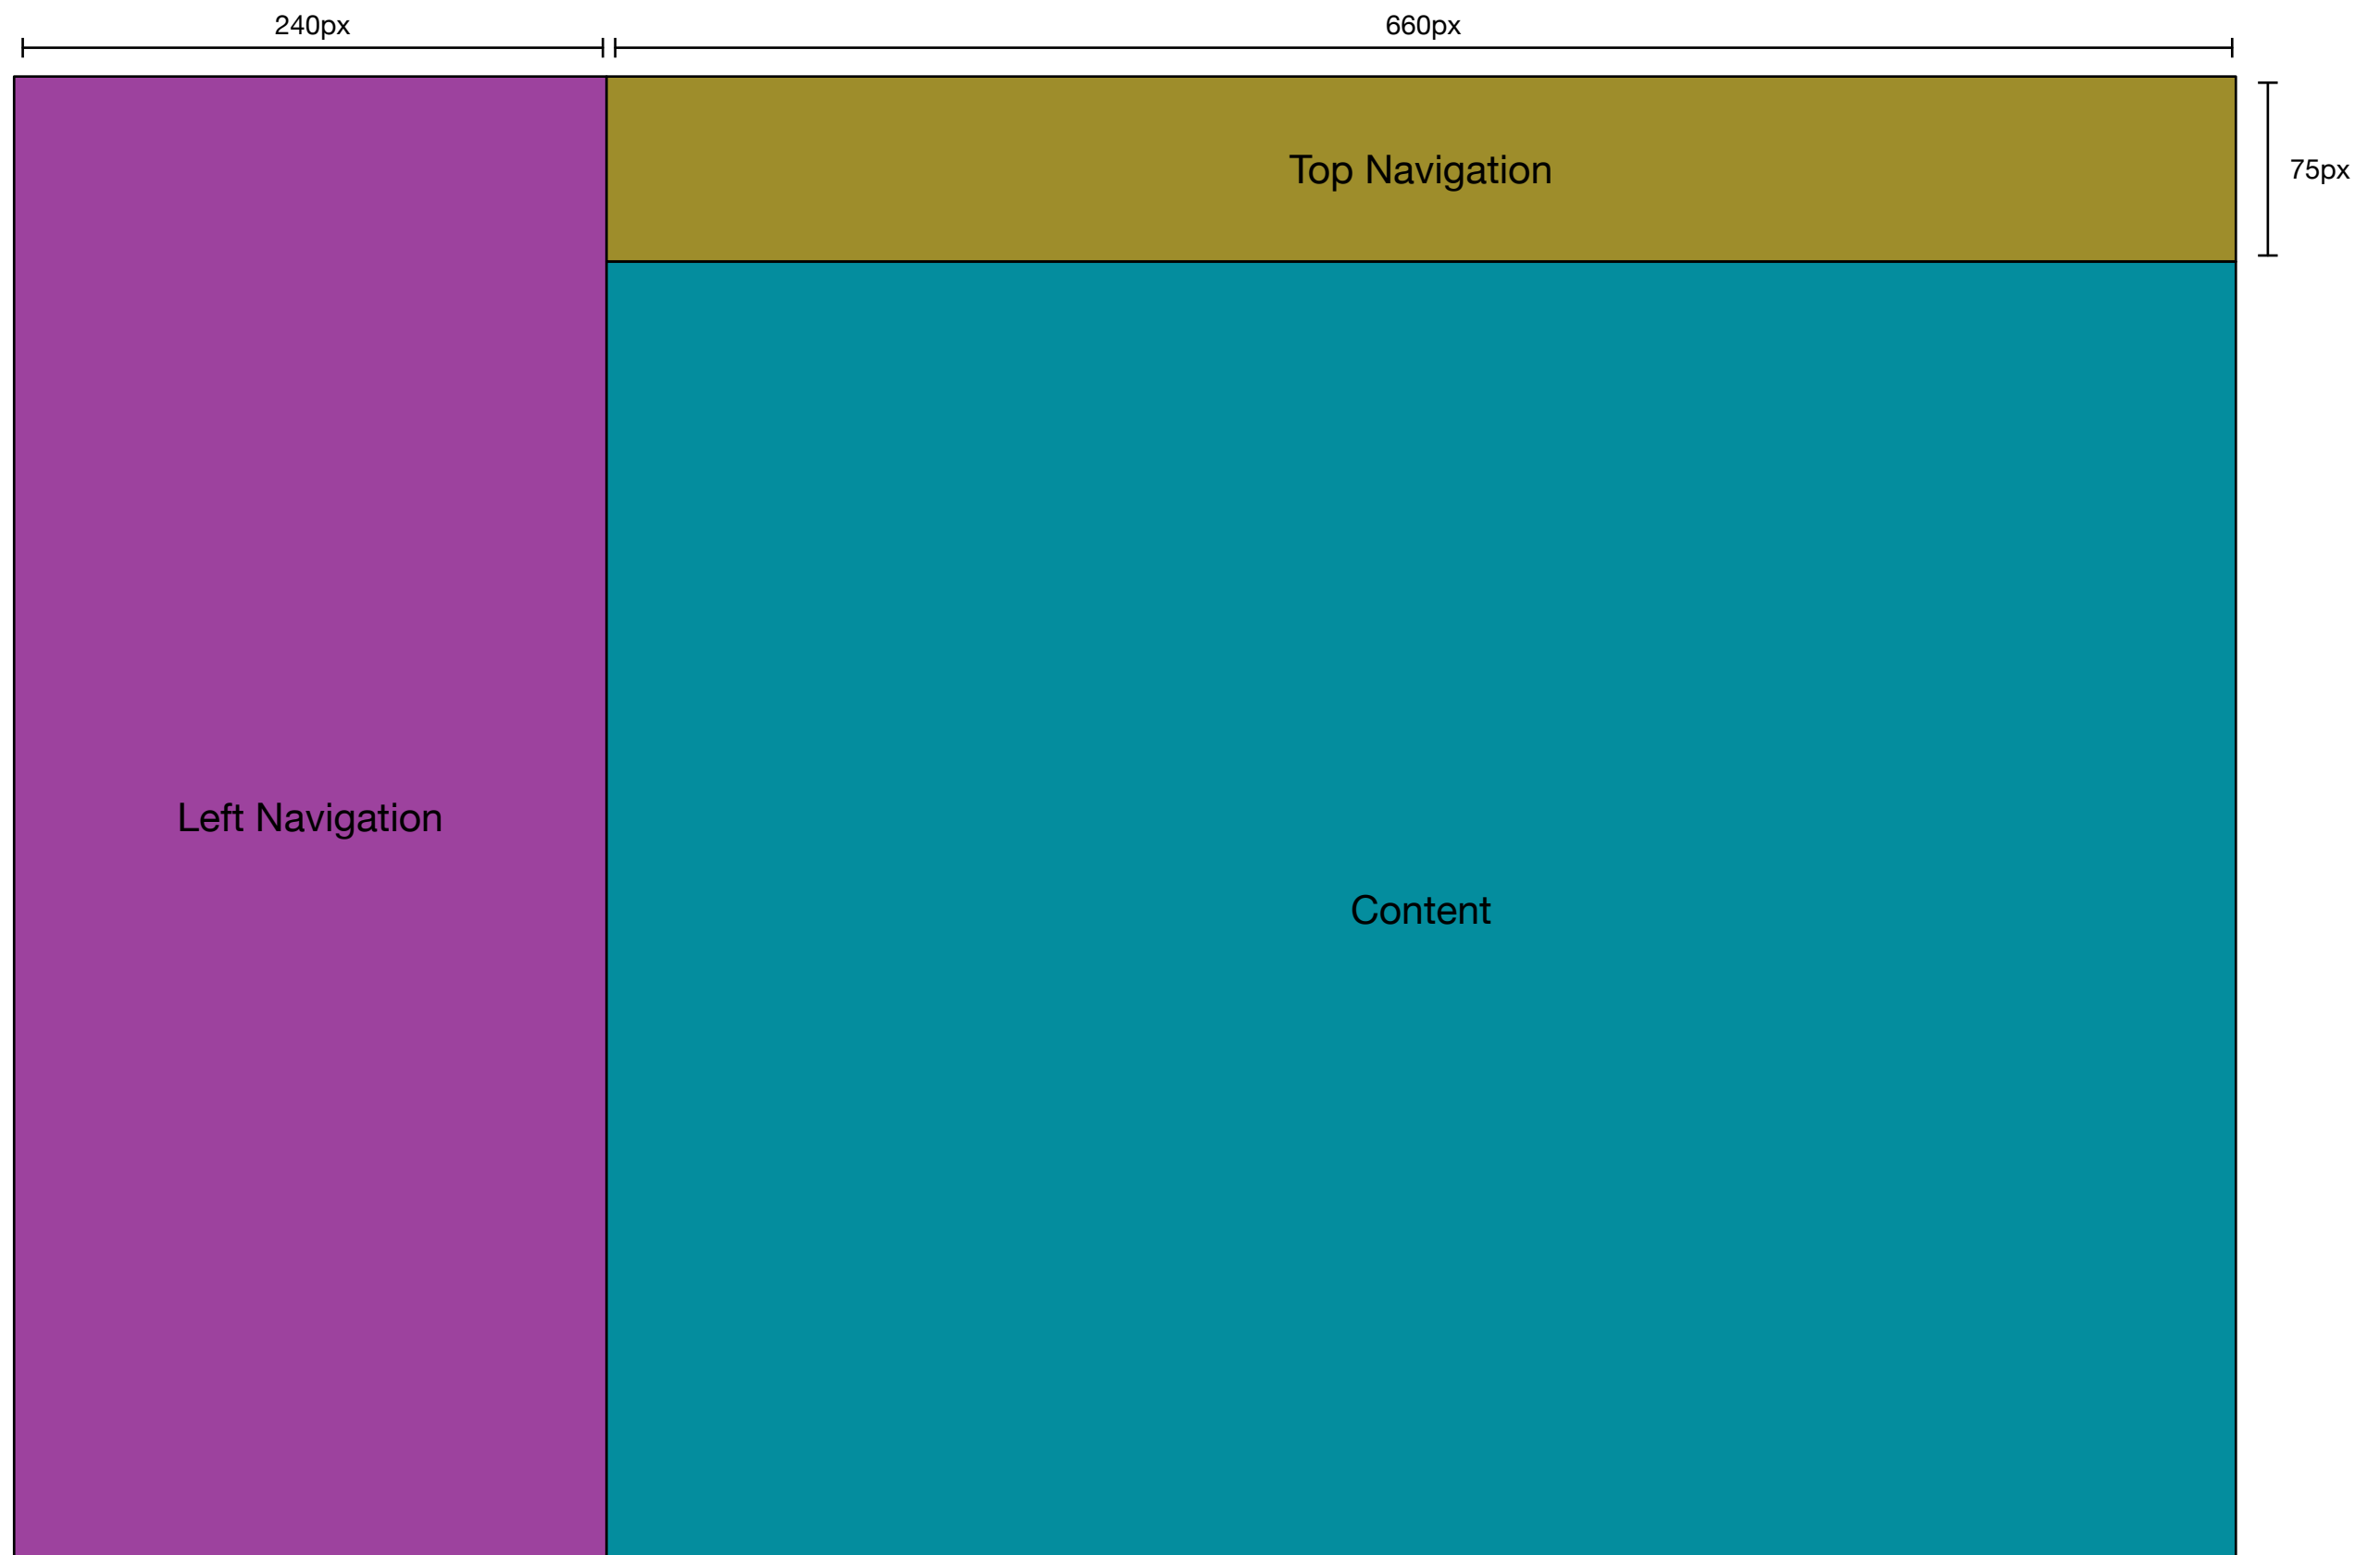 240px
660px
Top Navigation
75px
Left Navigation
Content